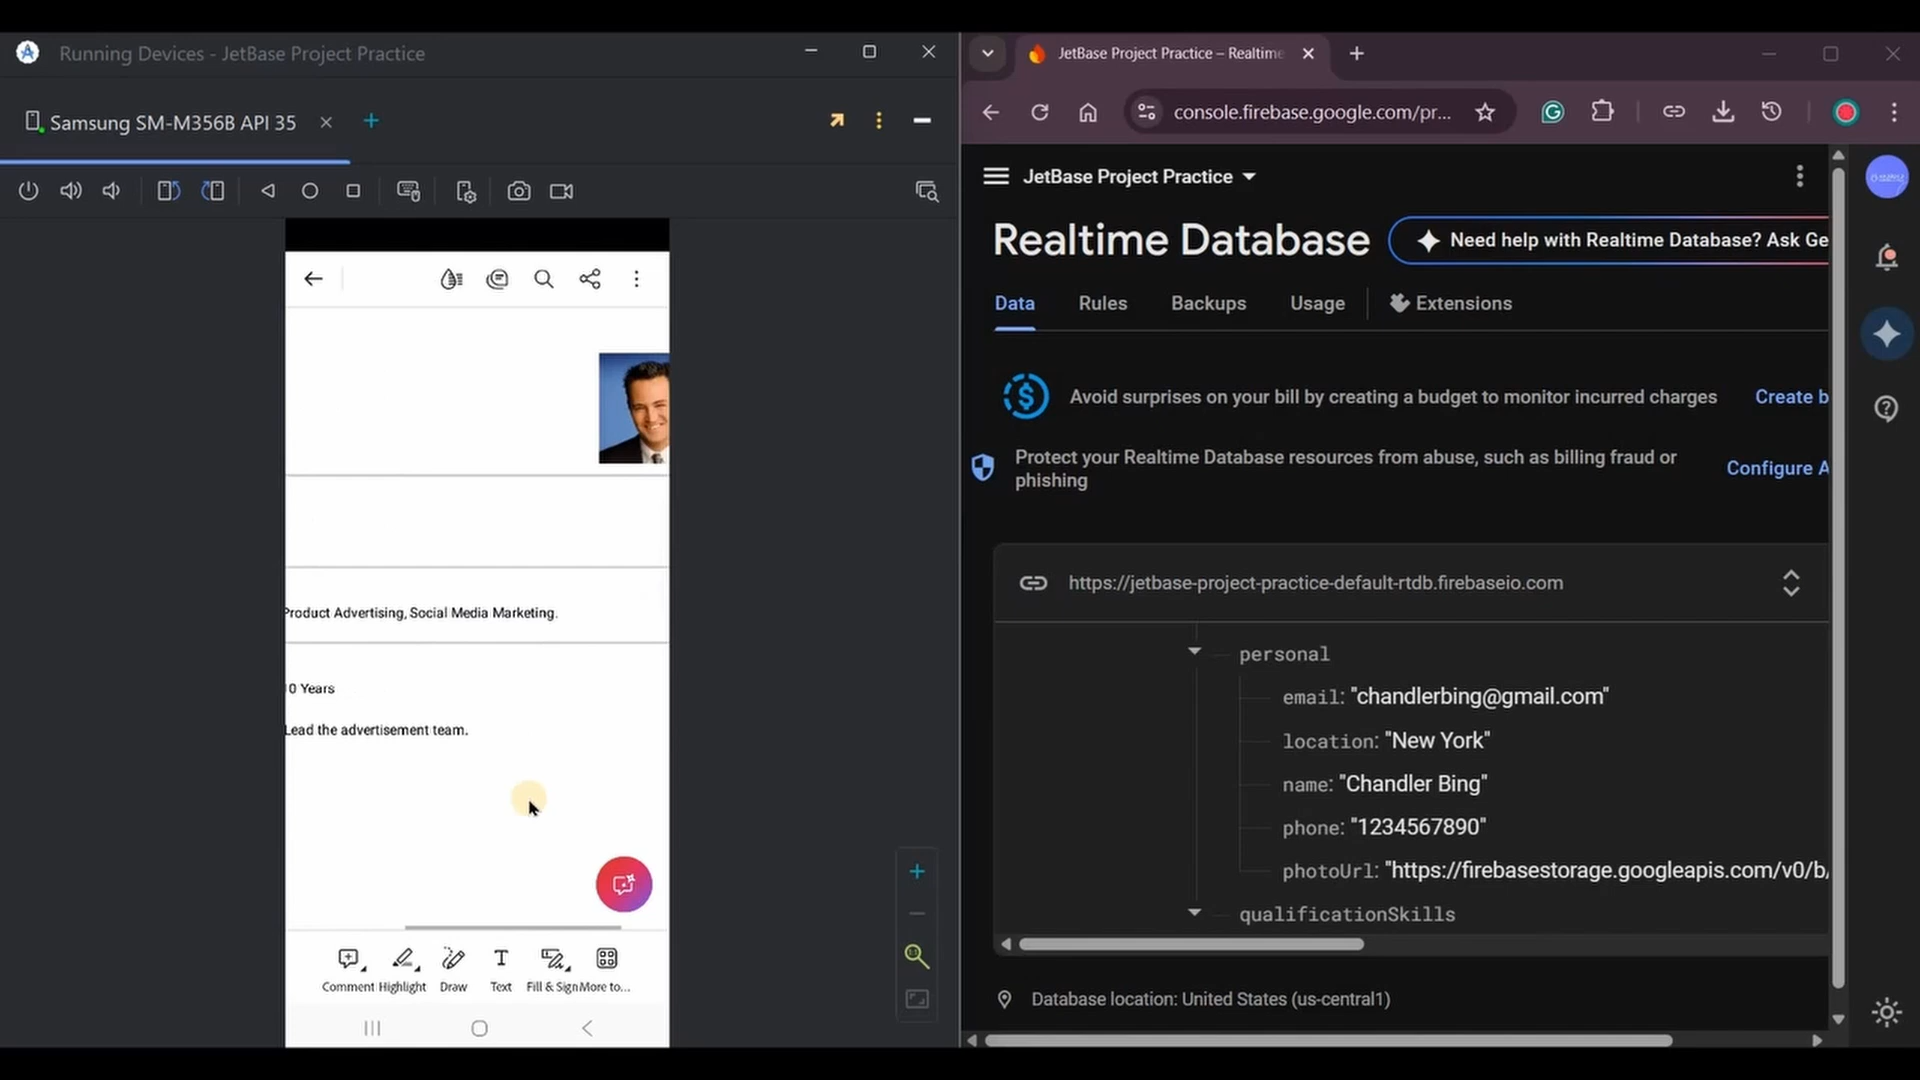 Running Devices - JetBase Project Practice
Samsung SM-M356B API 35
Product Advertising, Social Media Marketing.
0 Years
Lead the advertisement team.
Comment
Highlight
Draw
Text
Fill & Sign
More to...
JetBase Project Practice – Realtime
console.firebase.google.com/pr...
JetBase Project Practice
Realtime Database
Need help with Realtime Database? Ask Ge
Data
Rules
Backups
Usage
Extensions
Avoid surprises on your bill by creating a budget to monitor incurred charges
Create b
Protect your Realtime Database resources from abuse, such as billing fraud or
phishing
Configure A
https://jetbase-project-practice-default-rtdb.firebaseio.com
personal
email: "chandlerbing@gmail.com"
location: "New York"
name: "Chandler Bing"
phone: "1234567890"
photoUrl: "https://firebasestorage.googleapis.com/v0/b/
qualificationSkills
Database location: United States (us-central1)